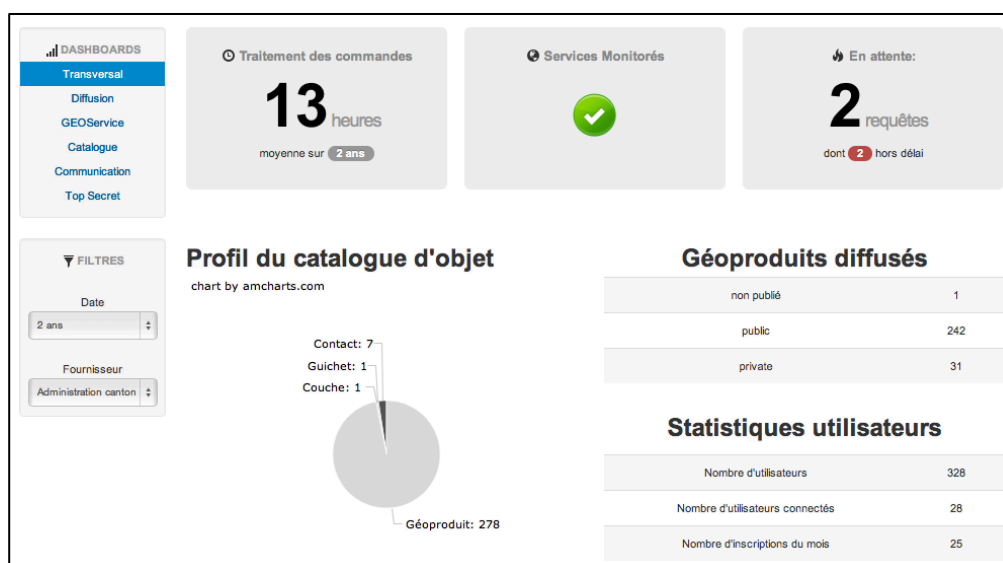 DASHBOARDS
Transversal
Diffusion
GEOService
Catalogue
Communication
Top Secret
Traitement des commandes
13 heures
moyenne sur 2 ans
Services Monitorés
En attente:
2 requêtes
dont 2 hors délai
FILTRES
Date
2 ans
Fournisseur
Administration canton
Profil du catalogue d'objet
chart by amcharts.com
Contact: 7
Guichet: 1
Couche: 1
Géoproduit: 278
Géoproduits diffusés
non publié 1
public 242
private 31
Statistiques utilisateurs
Nombre d'utilisateurs 328
Nombre d'utilisateurs connectés 28
Nombre d'inscriptions du mois 25